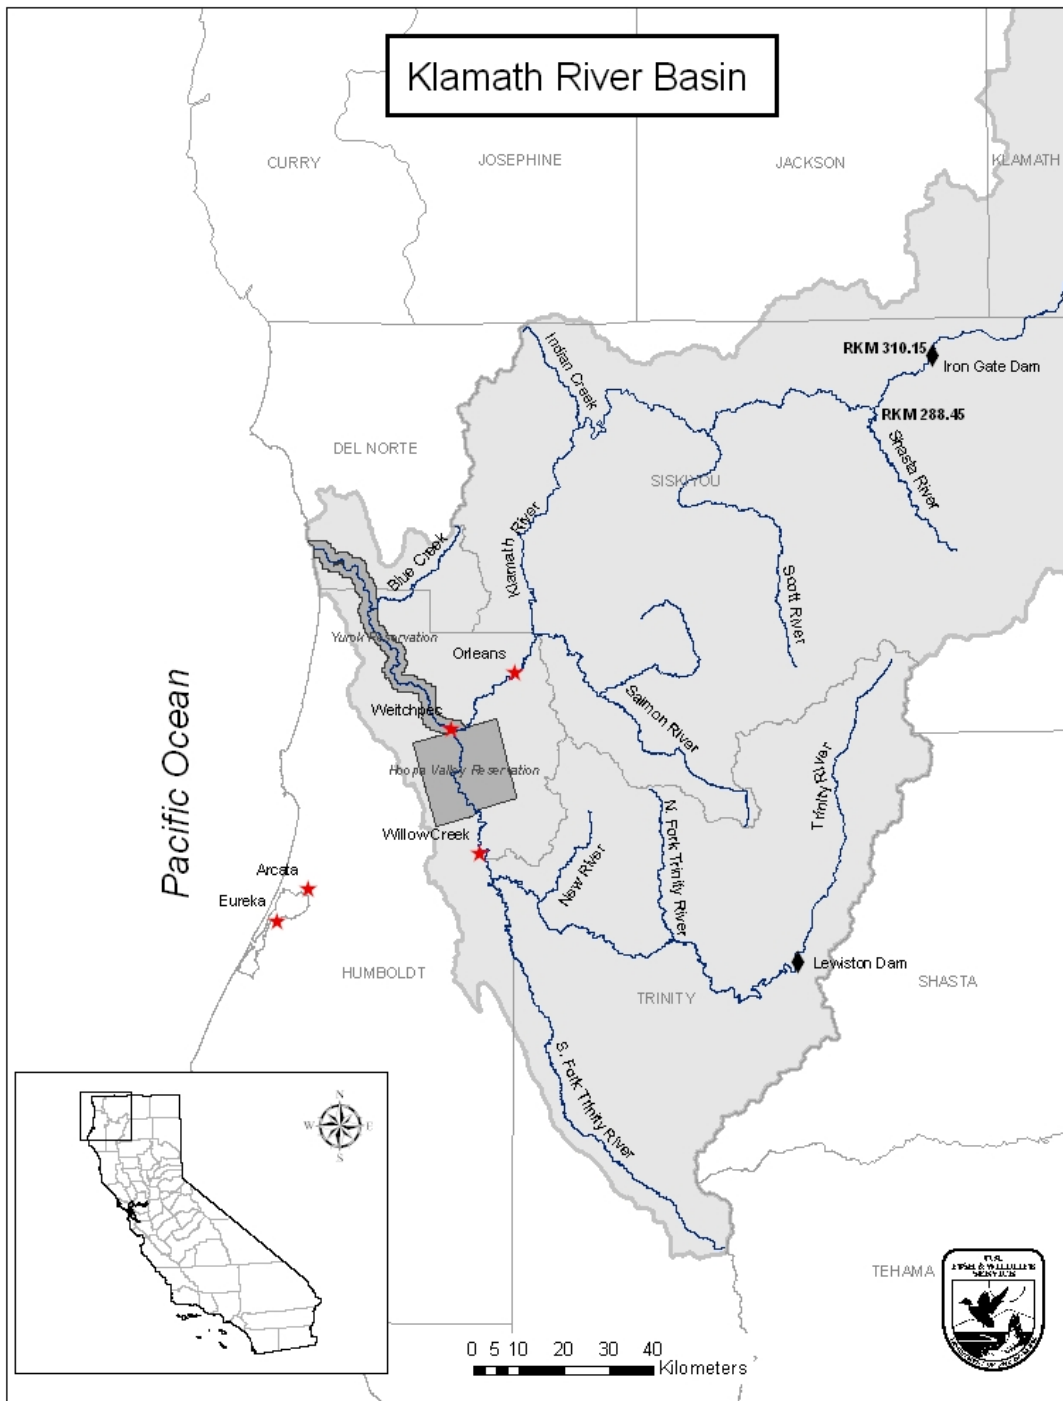 Klamath River Basin
CURRY
JOSEPHINE
JACKSON
KLAMATH
RKM 310.15
Iron Gate Dam
Indian Creek
RKM 288.45
Shasta River
DEL NORTE
SISKIYOU
Klamath River
Blue Creek
Scott River
Yurok Reservation
Orleans
Salmon River
Weitchpec
Hoopa Valley Reservation
Trinity River
Pacific Ocean
Willow Creek
N. Fork Trinity River
New River
Arcata
Eureka
Lewiston Dam
HUMBOLDT
TRINITY
SHASTA
S. Fork Trinity River
N
W E
S
TEHAMA
U.S.
FISH & WILDLIFE
SERVICE
0 5 10 20 30 40
Kilometers